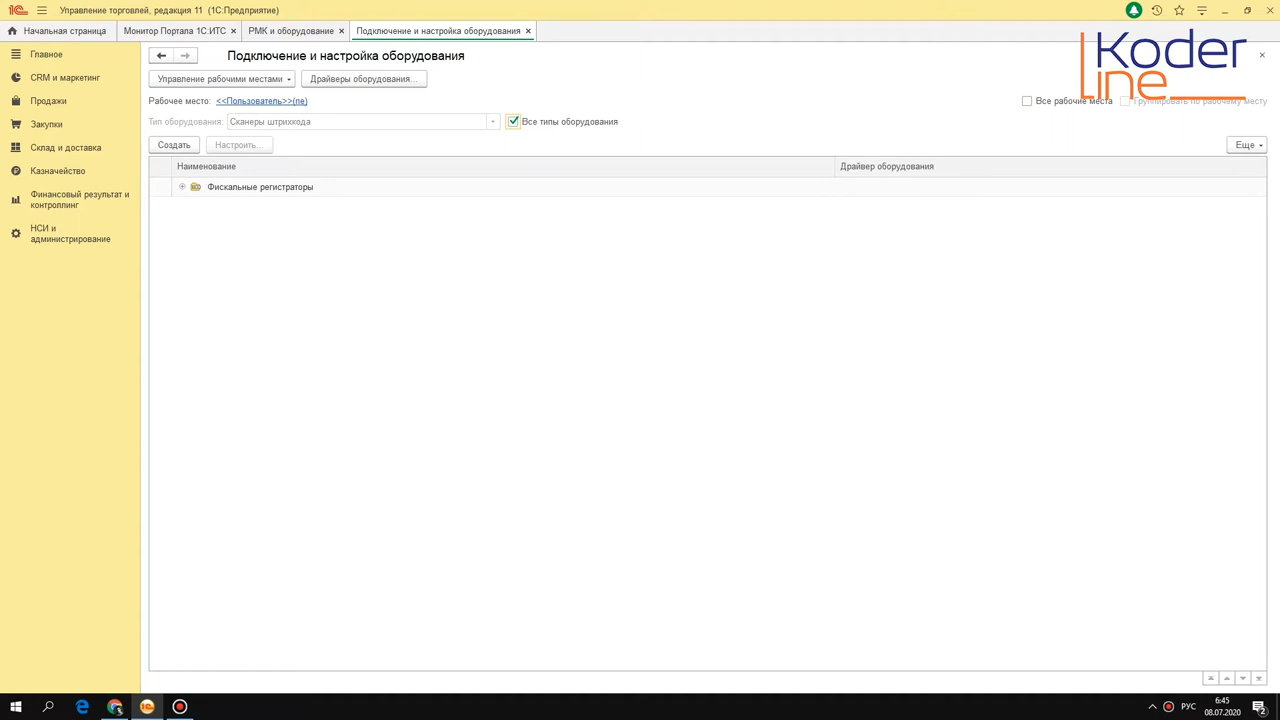 Управление торговлей, редакция 11 (1С:Предприятие)
Начальная страница
Монитор Портала 1С:ИТС ×
РМК и оборудование ×
Подключение и настройка оборудования ×
Главное
CRM и маркетинг
Продажи
Закупки
Склад и доставка
Казначейство
Финансовый результат и
контроллинг
НСИ и
администрирование
Подключение и настройка оборудования
Koder
line
Управление рабочими местами
Драйверы оборудования...
Рабочее место: <<Пользователь>>(пе)
Все рабочие места
Группировать по рабочему месту
Тип оборудования: Сканеры штрихкода
Все типы оборудования
Создать
Настроить...
Еще
Наименование
Драйвер оборудования
Фискальные регистраторы
РУС
6:45
08.07.2020
2